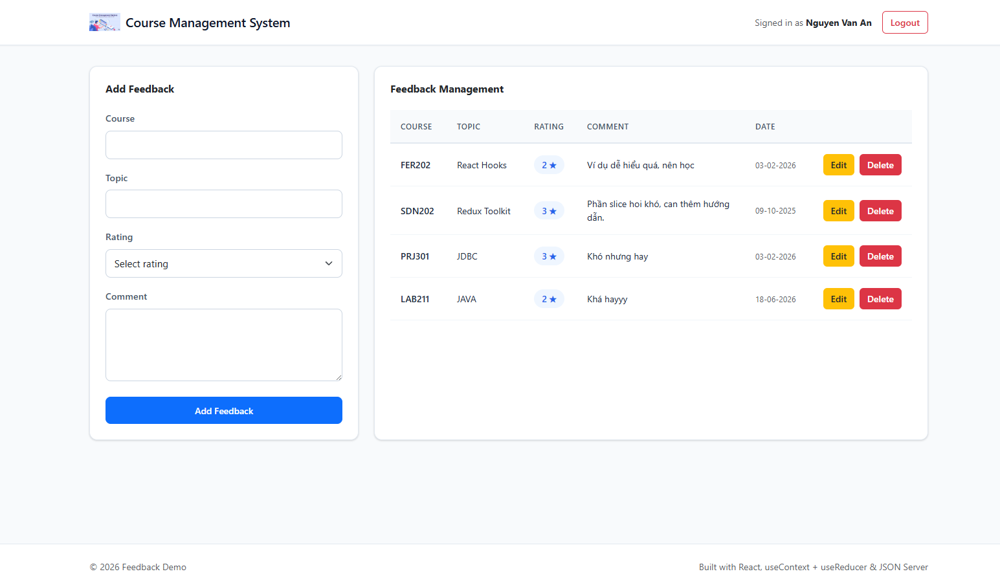 Course Management System
Signed in as Nguyen Van An
Logout
Add Feedback
Course
Topic
Rating
Select rating
Comment
Add Feedback
Feedback Management
COURSE TOPIC RATING COMMENT DATE
FER202 React Hooks 2 ★ Ví dụ dễ hiểu quá, nên học 03-02-2026 Edit Delete
SDN202 Redux Toolkit 3 ★ Phần slice hoi khó, can thêm hướng
dẫn. 09-10-2025 Edit Delete
PRJ301 JDBC 3 ★ Khó nhưng hay 03-02-2026 Edit Delete
LAB211 JAVA 2 ★ Khá hayyy 18-06-2026 Edit Delete
© 2026 Feedback Demo
Built with React, useContext + useReducer & JSON Server